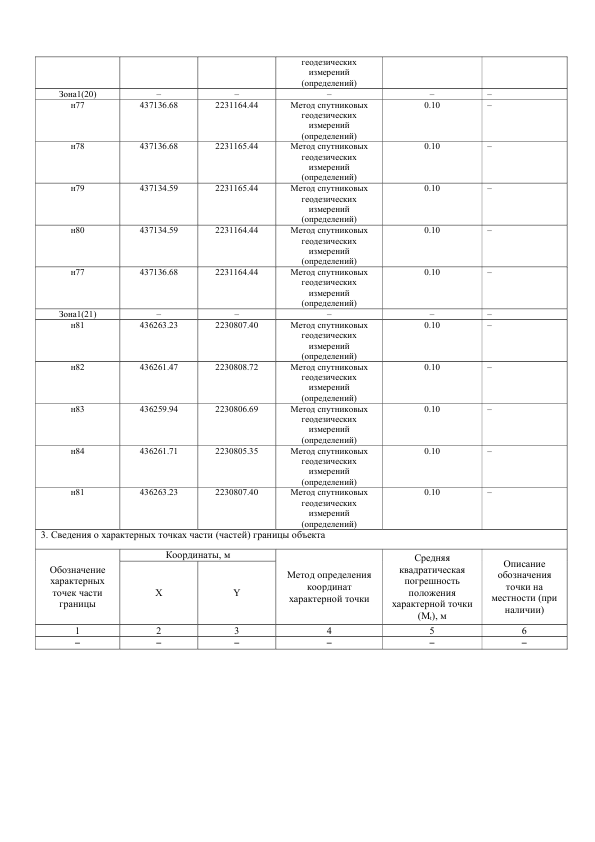 геодезических
измерений
(определений)
Зона1(20) – – – – –
н77 437136.68 2231164.44 Метод спутниковых 0.10 –
геодезических
измерений
(определений)
н78 437136.68 2231165.44 Метод спутниковых 0.10 –
геодезических
измерений
(определений)
н79 437134.59 2231165.44 Метод спутниковых 0.10 –
геодезических
измерений
(определений)
н80 437134.59 2231164.44 Метод спутниковых 0.10 –
геодезических
измерений
(определений)
н77 437136.68 2231164.44 Метод спутниковых 0.10 –
геодезических
измерений
(определений)
Зона1(21) – – – – –
н81 436263.23 2230807.40 Метод спутниковых 0.10 –
геодезических
измерений
(определений)
н82 436261.47 2230808.72 Метод спутниковых 0.10 –
геодезических
измерений
(определений)
н83 436259.94 2230806.69 Метод спутниковых 0.10 –
геодезических
измерений
(определений)
н84 436261.71 2230805.35 Метод спутниковых 0.10 –
геодезических
измерений
(определений)
н81 436263.23 2230807.40 Метод спутниковых 0.10 –
геодезических
измерений
(определений)
3. Сведения о характерных точках части (частей) границы объекта
Обозначение
характерных
точек части
границы
Координаты, м
X Y
Метод определения
координат
характерной точки
Средняя
квадратическая
погрешность
положения
характерной точки
(Mt), м
Описание
обозначения
точки на
местности (при
наличии)
1 2 3 4 5 6
– – – – – –